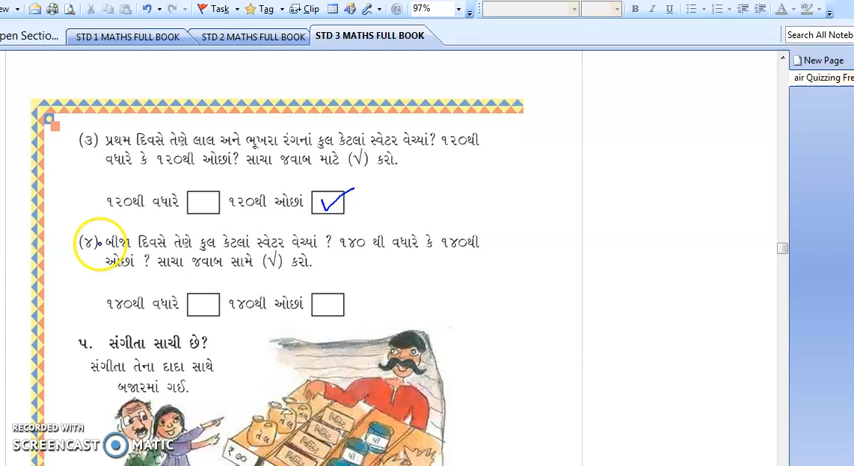 Task Tag Clip 97%
open Sectio... STD 1 MATHS FULL BOOK STD 2 MATHS FULL BOOK STD 3 MATHS FULL BOOK Search All Noteb
New Page
air Quizzing Fre
(૩) પ્રથમ દિવસે તેણે લાલ અને ભૂખરા રંગનાં કુલ કેટલાં સ્વેટર વેચ્યાં? ૧૨૦થી
વધારે કે ૧૨૦થી ઓછાં? સાચા જવાબ માટે (√) કરો.
૧૨૦થી વધારે ૧૨૦થી ઓછાં ✓
(૪) બીજા દિવસે તેણે કુલ કેટલાં સ્વેટર વેચ્યાં ? ૧૪૦ થી વધારે કે ૧૪૦થી
ઓછાં ? સાચા જવાબ સામે (√) કરો.
૧૪૦થી વધારે ૧૪૦થી ઓછાં
૫. સંગીતા સાચી છે?
સંગીતા તેના દાદા સાથે
બજારમાં ગઈ.
તેલ
ઘી
₹ ૭૦
RECORDED WITH
SCREENCAST MATIC